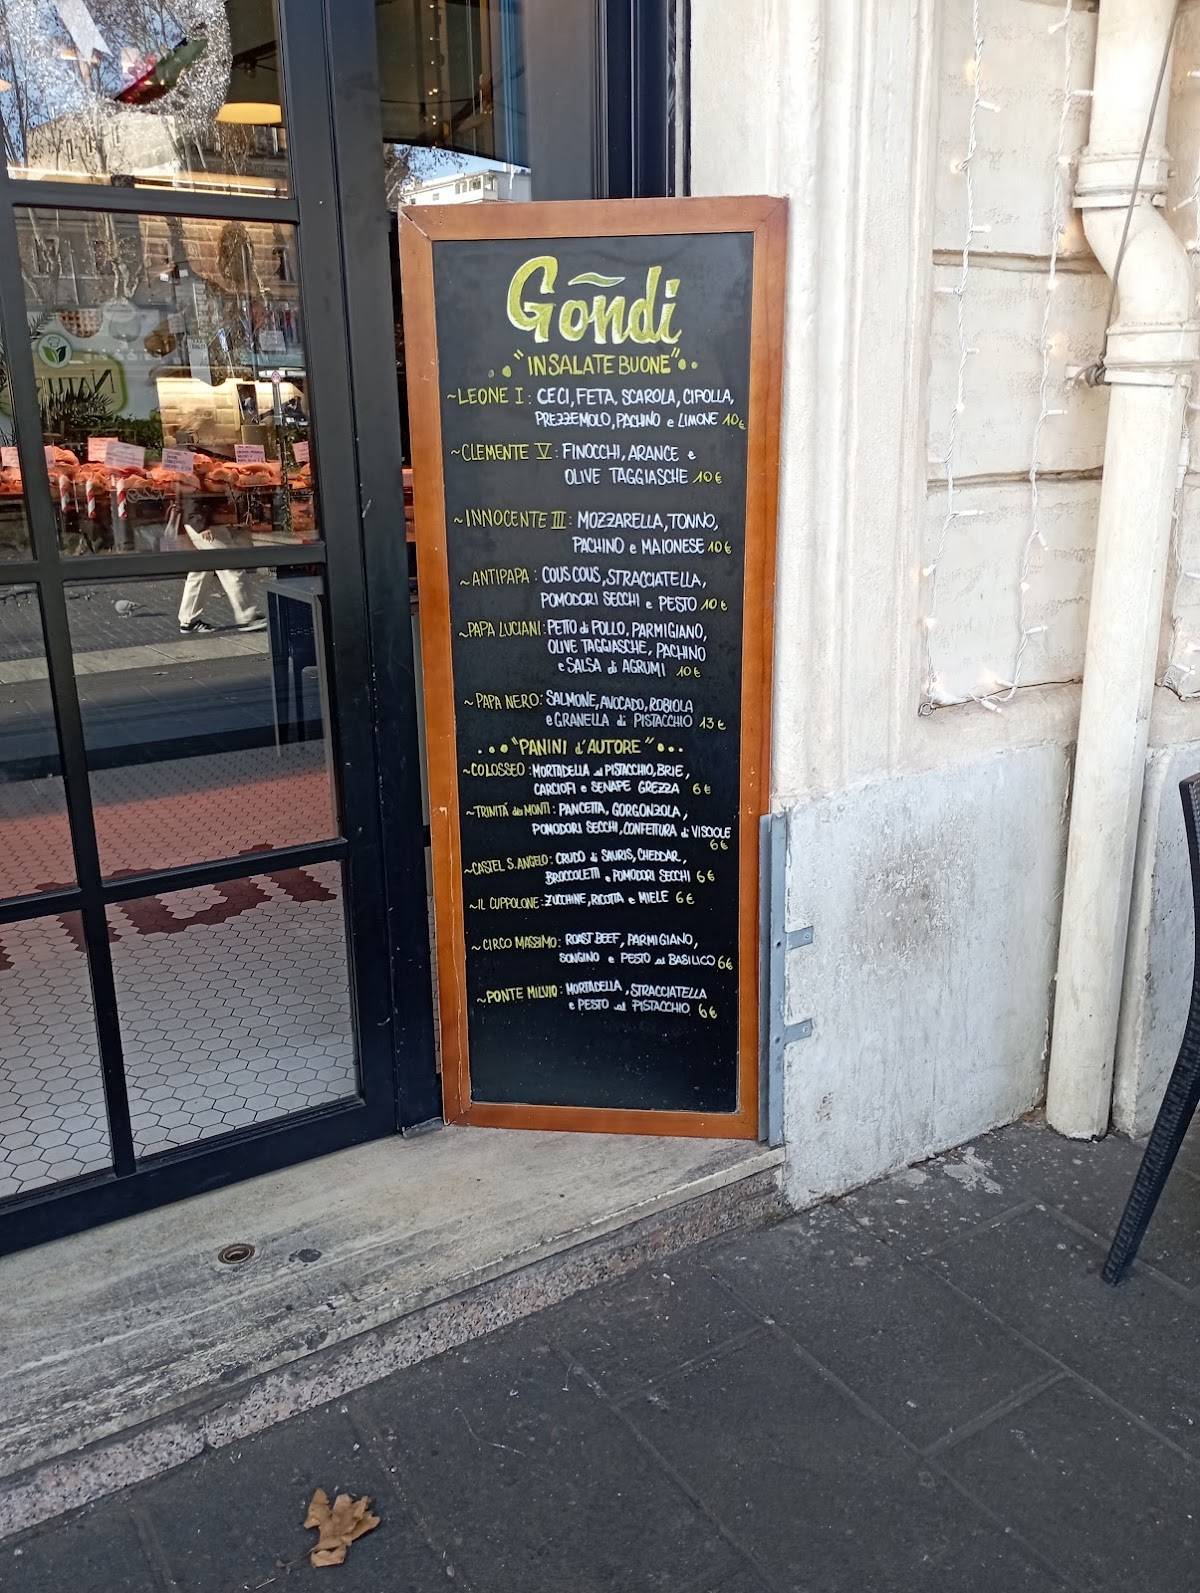 Goñdi
"INSALATE BUONE"
~LEONE I: CECI, FETA, SCAROLA, CIPOLLA,
PREZZEMOLO, PACHINO e LIMONE 10€
~CLEMENTE V: FINOCCHI, ARANCE e
OLIVE TAGGIASCHE 10€
~INNOCENTE III: MOZZARELLA, TONNO,
PACHINO e MAIONESE 10€
~ANTIPAPA: COUS COUS, STRACCIATELLA,
POMODORI SECCHI e PESTO 10€
~PAPA LUCIANI: PETTO di POLLO, PARMIGIANO,
OLIVE TAGGIASCHE, PACHINO
e SALSA di AGRUMI 10€
~PAPA NERO: SALMONE, AVOCADO, ROBIOLA
e GRANELLA di PISTACCHIO 13€
"PANINI d'AUTORE"
~COLOSSEO: MORTADELLA al PISTACCHIO, BRIE,
CARCIOFI e SENAPE GREZZA 6€
~TRINITÁ dei MONTI: PANCETTA, GORGONZOLA,
POMODORI SECCHI, CONFETTURA di VISCIOLE
6€
~CASTEL S. ANGELO: CRUDO di SAURIS, CHEDDAR,
BROCCOLETTI e POMODORI SECCHI 6€
~IL CUPPOLONE: ZUCCHINE, RICOTTA e MIELE 6€
~CIRCO MASSIMO: ROAST BEEF, PARMIGIANO,
SONGINO e PESTO al BASILICO 6€
~PONTE MILVIO: MORTADELLA, STRACCIATELLA
e PESTO al PISTACCHIO 6€